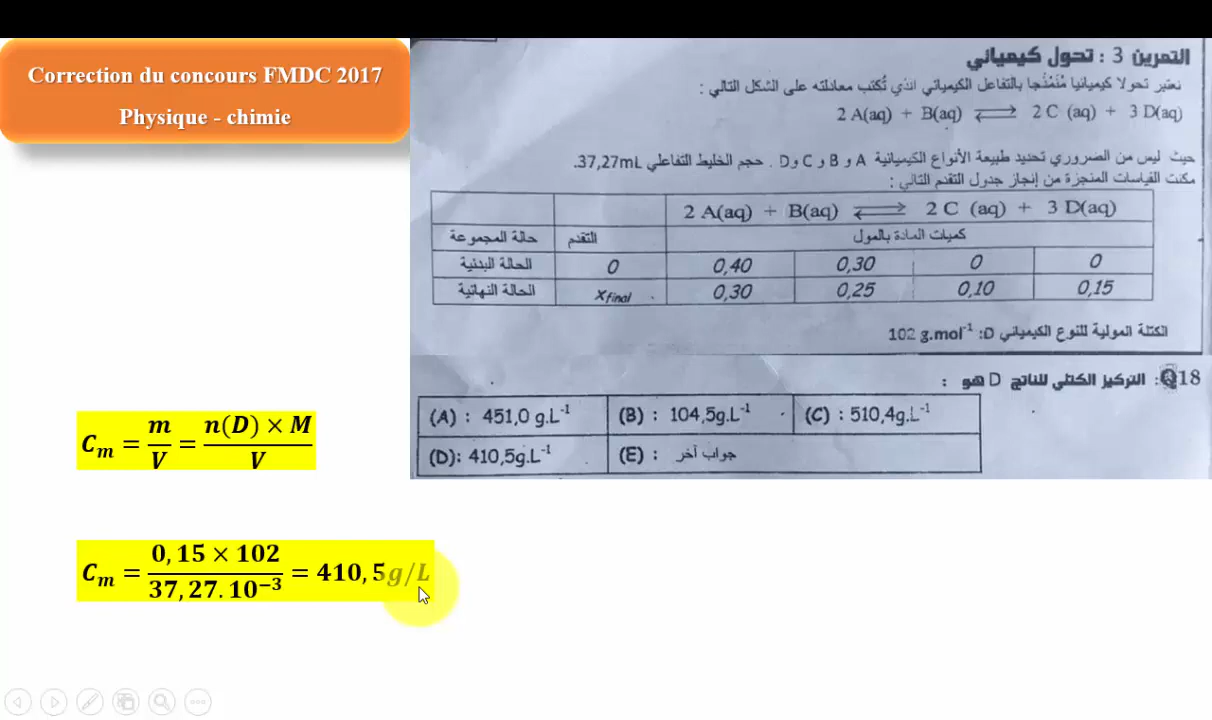 Correction du concours FMDC 2017
Physique - chimie
التمرين 3 : تحول كيميائي
نعتبر تحولا كيميائيا مُنَمْذَجا بالتفاعل الكيميائي الذي تُكتب معادلته على الشكل التالي :
2 A(aq) + B(aq) ⇄ 2 C (aq) + 3 D(aq)
حيث ليس من الضروري تحديد طبيعة الأنواع الكيميائية A و B و C و D . حجم الخليط التفاعلي 37,27mL.
مكنت القياسات المنجزة من إنجاز جدول التقدم التالي :
2 A(aq) + B(aq) ⇄ 2 C (aq) + 3 D(aq)
حالة المجموعة التقدم كميات المادة بالمول
الحالة البدئية 0 0,40 0,30 0 0
الحالة النهائية xfinal 0,30 0,25 0,10 0,15
الكتلة المولية للنوع الكيميائي D: 102 g.mol⁻¹
Q18: التركيز الكتلي للناتج D هو :
(A) : 451,0 g.L⁻¹ (B) : 104,5g.L⁻¹ (C) : 510,4g.L⁻¹
(D): 410,5g.L⁻¹ (E) : جواب آخر
Cm = m/V = n(D) × M/V
Cm = 0,15 × 102/37,27.10⁻³ = 410,5g/L